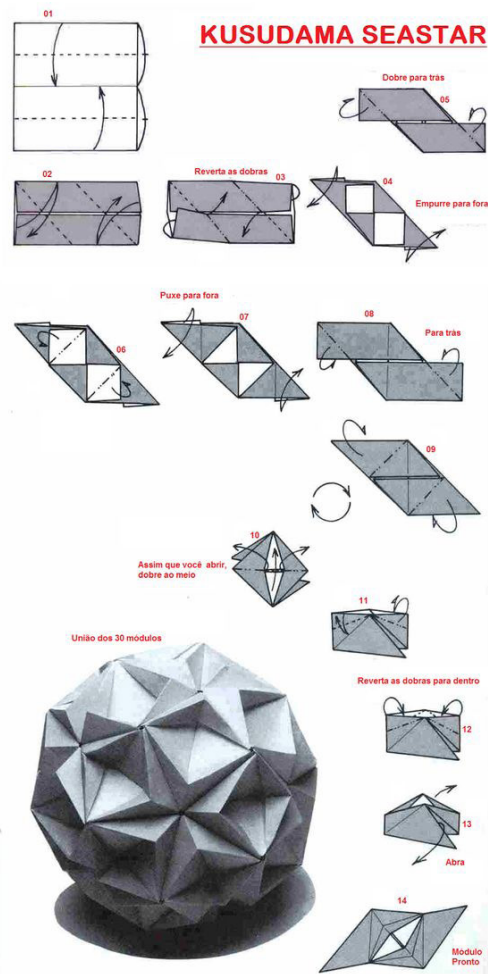 KUSUDAMA SEASTAR
01
Dobre para trás
05
02
Reverta as dobras
03
04
Empurre para fora
Puxe para fora
06
07
08
Para trás
09
10
Assim que você abrir,
dobre ao meio
11
União dos 30 módulos
Reverta as dobras para dentro
12
13
Abra
14
Módulo
Pronto